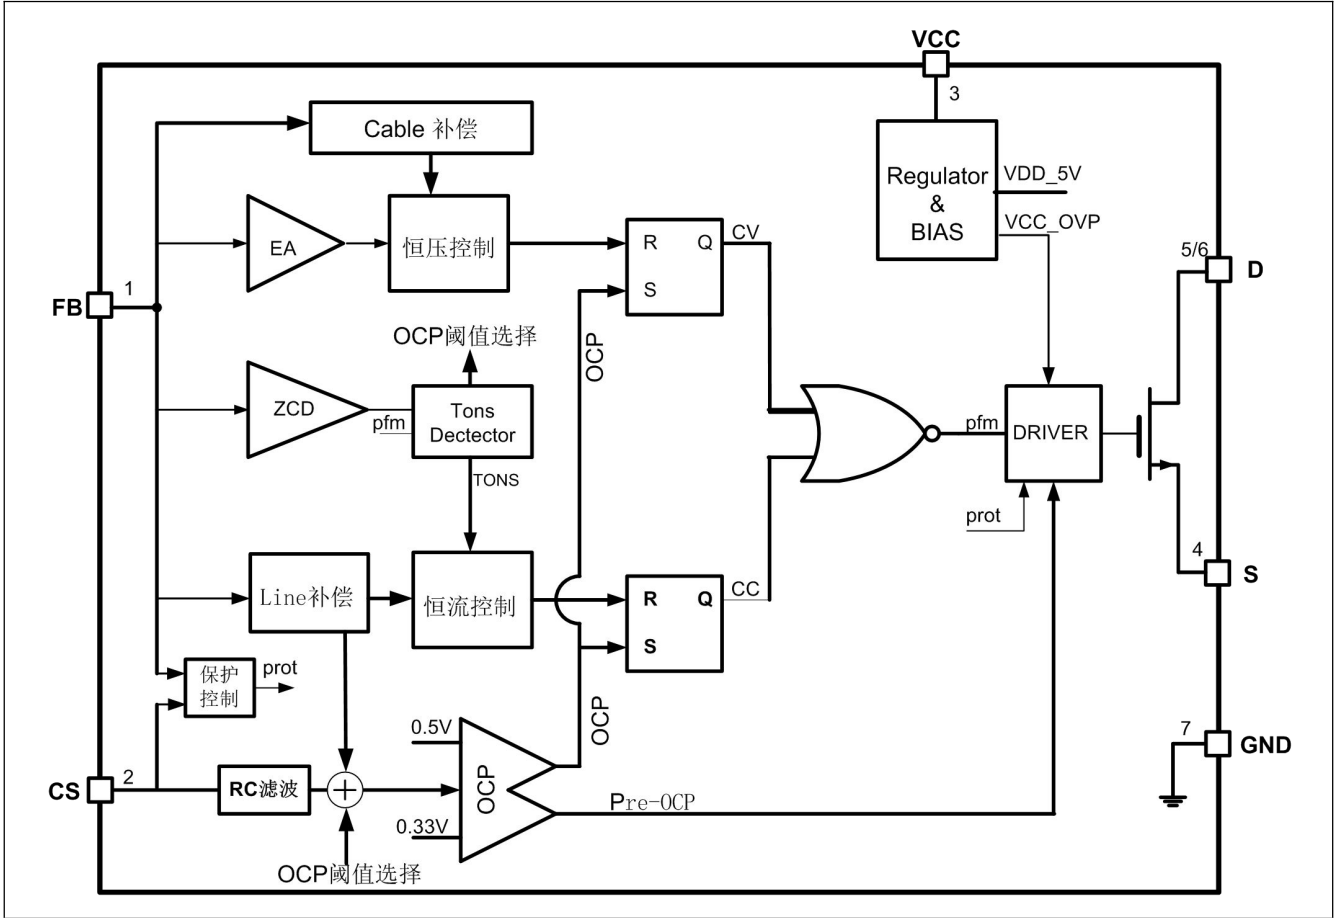 VCC
3
Cable 补偿
Regulator
&
BIAS
VDD_5V
VCC_OVP
EA
恒压控制
R
Q
CV
S
5/6
D
1
FB
OCP阈值选择
OCP
ZCD
pfm
Tons
Dectector
TONS
pfm
DRIVER
prot
4
S
Line补偿
恒流控制
R
Q
CC
S
保护
控制
prot
OCP
0.5V
7
GND
2
CS
RC滤波
OCP
Pre-OCP
0.33V
OCP阈值选择